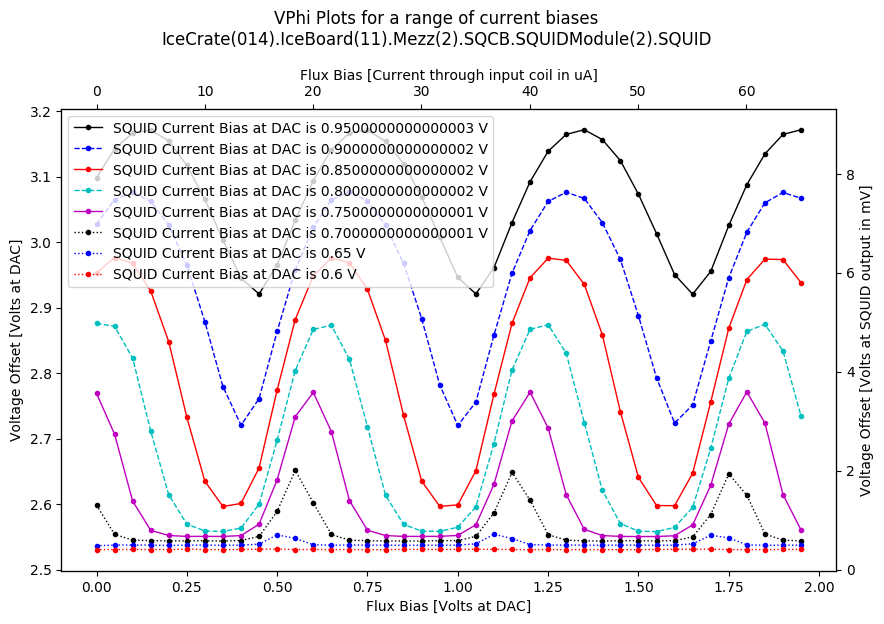 VPhi Plots for a range of current biases
IceCrate(014).IceBoard(11).Mezz(2).SQCB.SQUIDModule(2).SQUID
Flux Bias [Current through input coil in uA]
0 10 20 30 40 50 60
SQUID Current Bias at DAC is 0.9500000000000003 V
SQUID Current Bias at DAC is 0.9000000000000002 V
SQUID Current Bias at DAC is 0.8500000000000002 V
SQUID Current Bias at DAC is 0.8000000000000002 V
SQUID Current Bias at DAC is 0.7500000000000001 V
SQUID Current Bias at DAC is 0.7000000000000001 V
SQUID Current Bias at DAC is 0.65 V
SQUID Current Bias at DAC is 0.6 V
Voltage Offset [Volts at DAC]
3.2
3.1
3.0
2.9
2.8
2.7
2.6
2.5
8
6
4
2
0
Voltage Offset [Volts at SQUID output in mV]
0.00 0.25 0.50 0.75 1.00 1.25 1.50 1.75 2.00
Flux Bias [Volts at DAC]